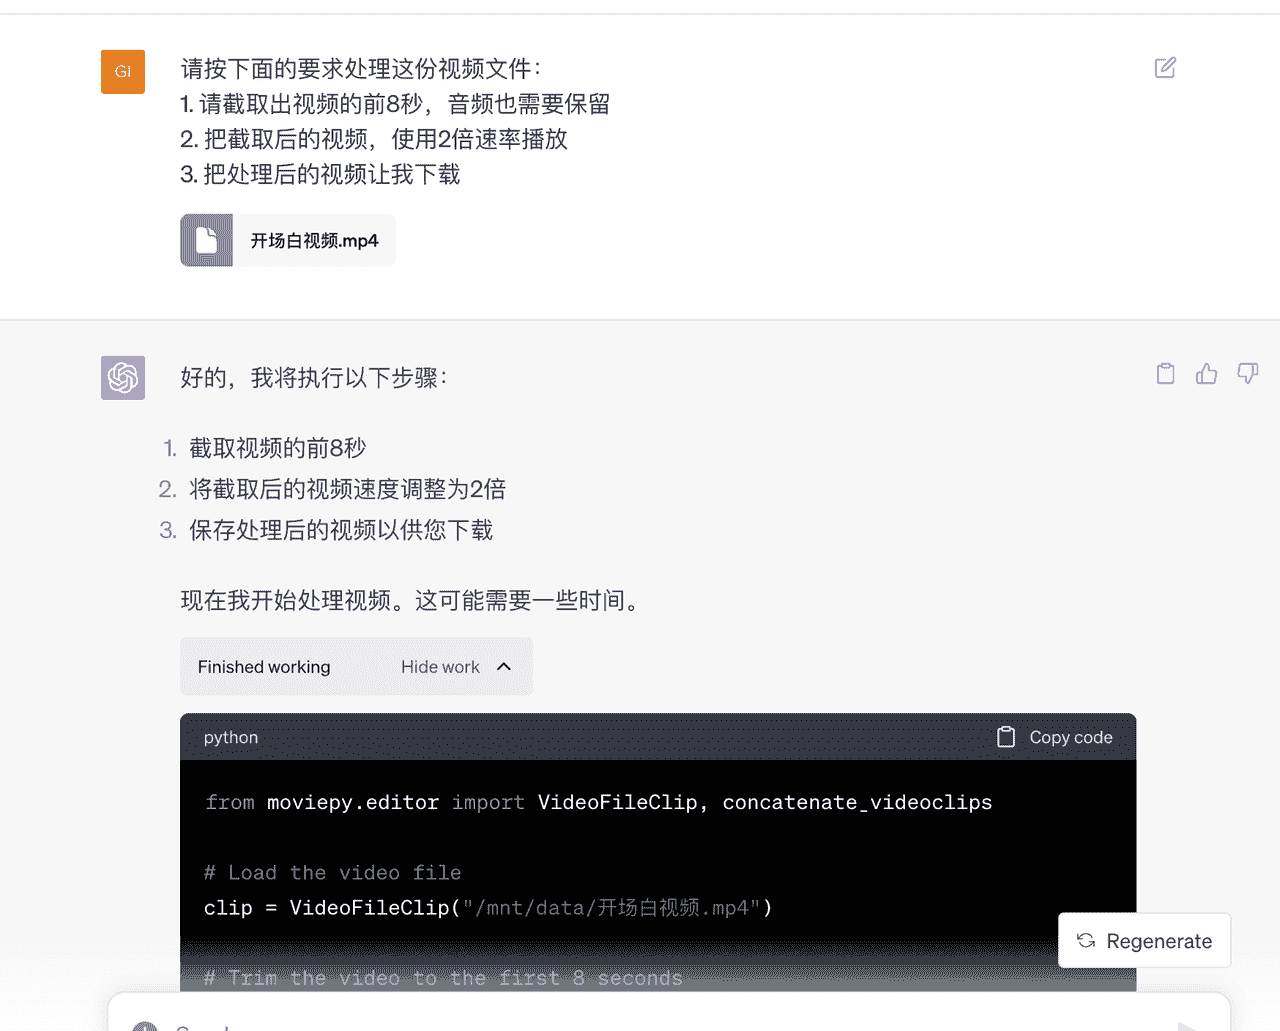 GI
请按下面的要求处理这份视频文件：
1. 请截取出视频的前8秒，音频也需要保留
2. 把截取后的视频，使用2倍速率播放
3. 把处理后的视频让我下载
开场白视频.mp4
好的，我将执行以下步骤：
1. 截取视频的前8秒
2. 将截取后的视频速度调整为2倍
3. 保存处理后的视频以供您下载
现在我开始处理视频。这可能需要一些时间。
Finished working Hide work
python Copy code
from moviepy.editor import VideoFileClip, concatenate_videoclips
# Load the video file
clip = VideoFileClip("/mnt/data/开场白视频.mp4")
Regenerate
# Trim the video to the first 8 seconds